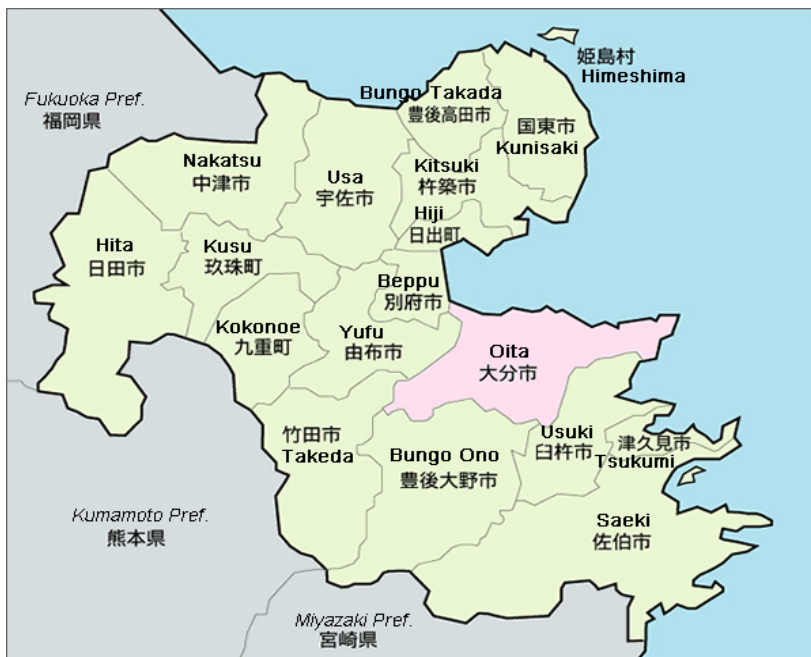 姫島村
Himeshima
Fukuoka Pref.
福岡県
Bungo Takada
豊後高田市
国東市
Kunisaki
Nakatsu
中津市
Usa
宇佐市
Kitsuki
杵築市
Hiji
日出町
Hita
日田市
Kusu
玖珠町
Beppu
別府市
Kokonoe
九重町
Yufu
由布市
Oita
大分市
竹田市
Takeda
Bungo Ono
豊後大野市
Usuki
臼杵市
津久見市
Tsukumi
Saeki
佐伯市
Kumamoto Pref.
熊本県
Miyazaki Pref.
宮崎県